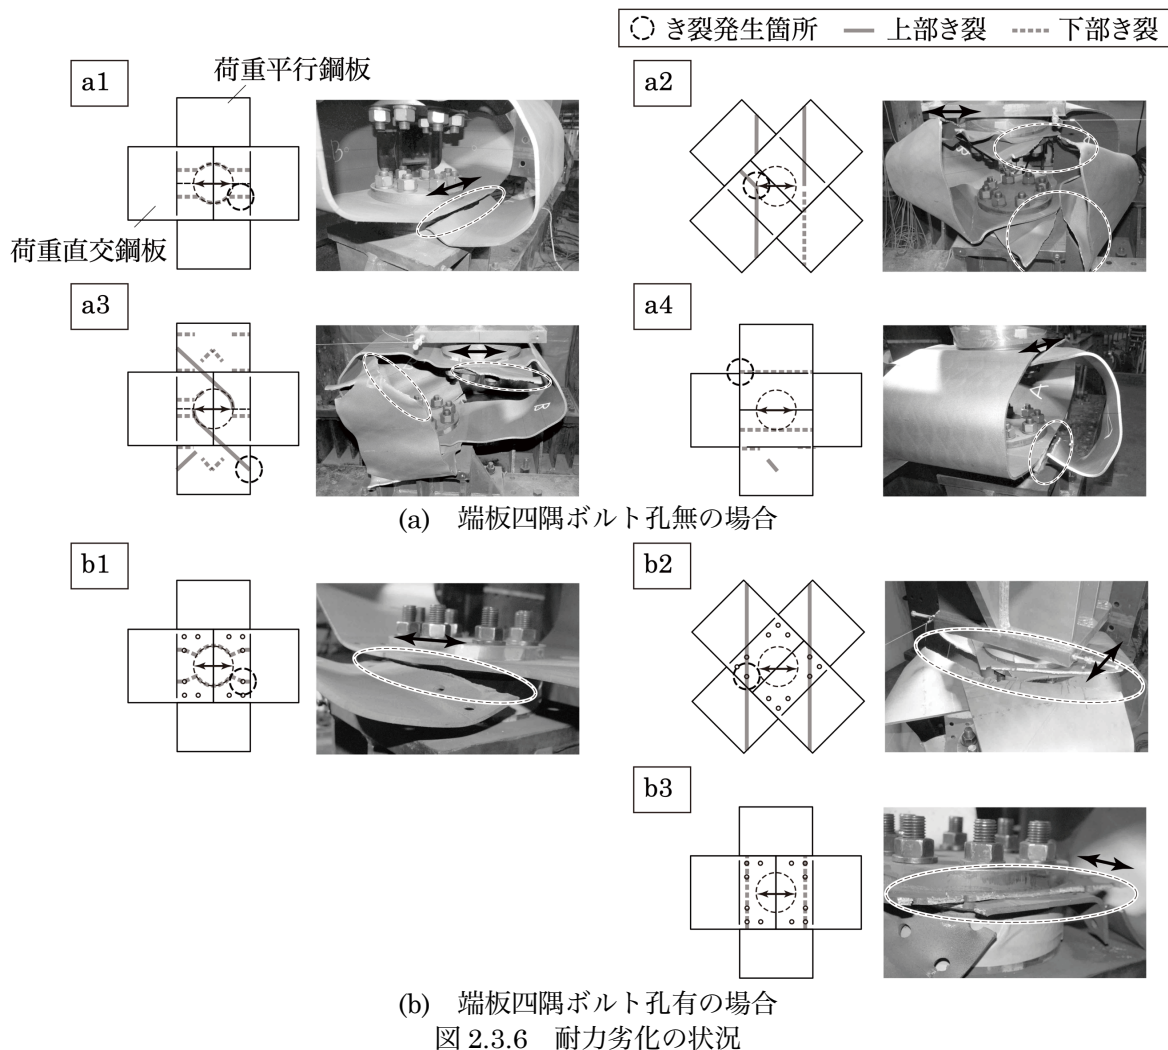 き裂発生箇所 上部き裂 下部き裂
a1
荷重平行鋼板
荷重直交鋼板
a2
a3
a4
B
A
(a) 端板四隅ボルト孔無の場合
b1
b2
b3
(b) 端板四隅ボルト孔有の場合
図 2.3.6 耐力劣化の状況